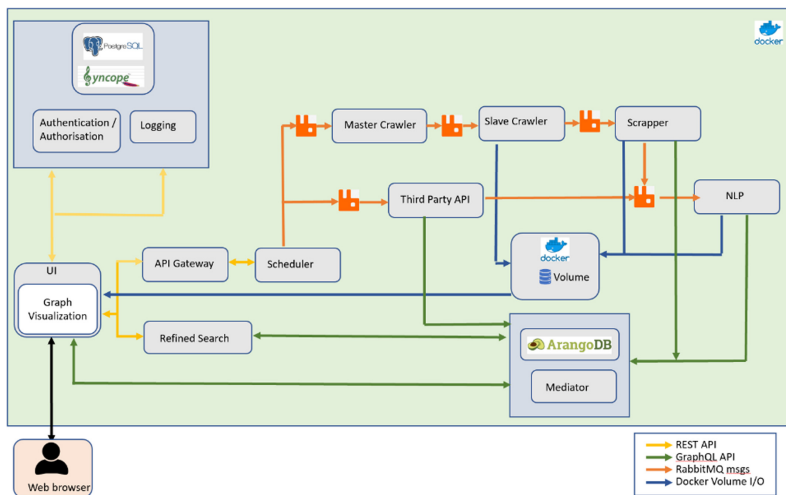 PostgreSQL
Syncope
docker
Authentication /
Authorisation
Logging
Master Crawler
Slave Crawler
Scrapper
Third Party API
NLP
UI
Graph
Visualization
API Gateway
Scheduler
docker
Volume
Refined Search
ArangoDB
Mediator
Web browser
REST API
GraphQL API
RabbitMQ msgs
Docker Volume I/O